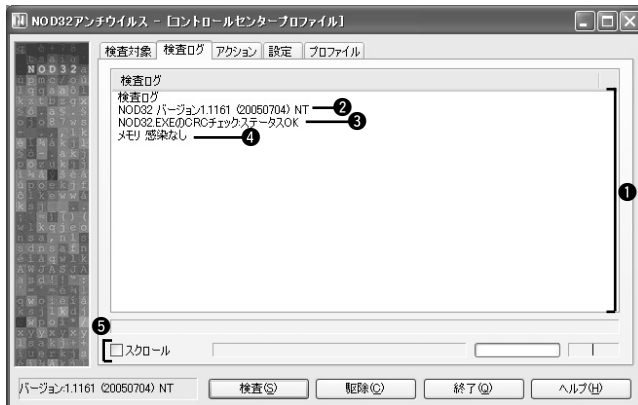 NOD32アンチウイルス - [コントロールセンタープロファイル]
検査対象 検査ログ アクション 設定 プロファイル
NOD32
検査ログ
検査ログ
NOD32 バージョン1.1161 (20050704) NT ❷
NOD32.EXEのCRCチェック:ステータスOK ❸
メモリ 感染なし ❹
❶
❺
スクロール
バージョン:1.1161 (20050704) NT 検査(S) 駆除(C) 終了(Q) ヘルプ(H)